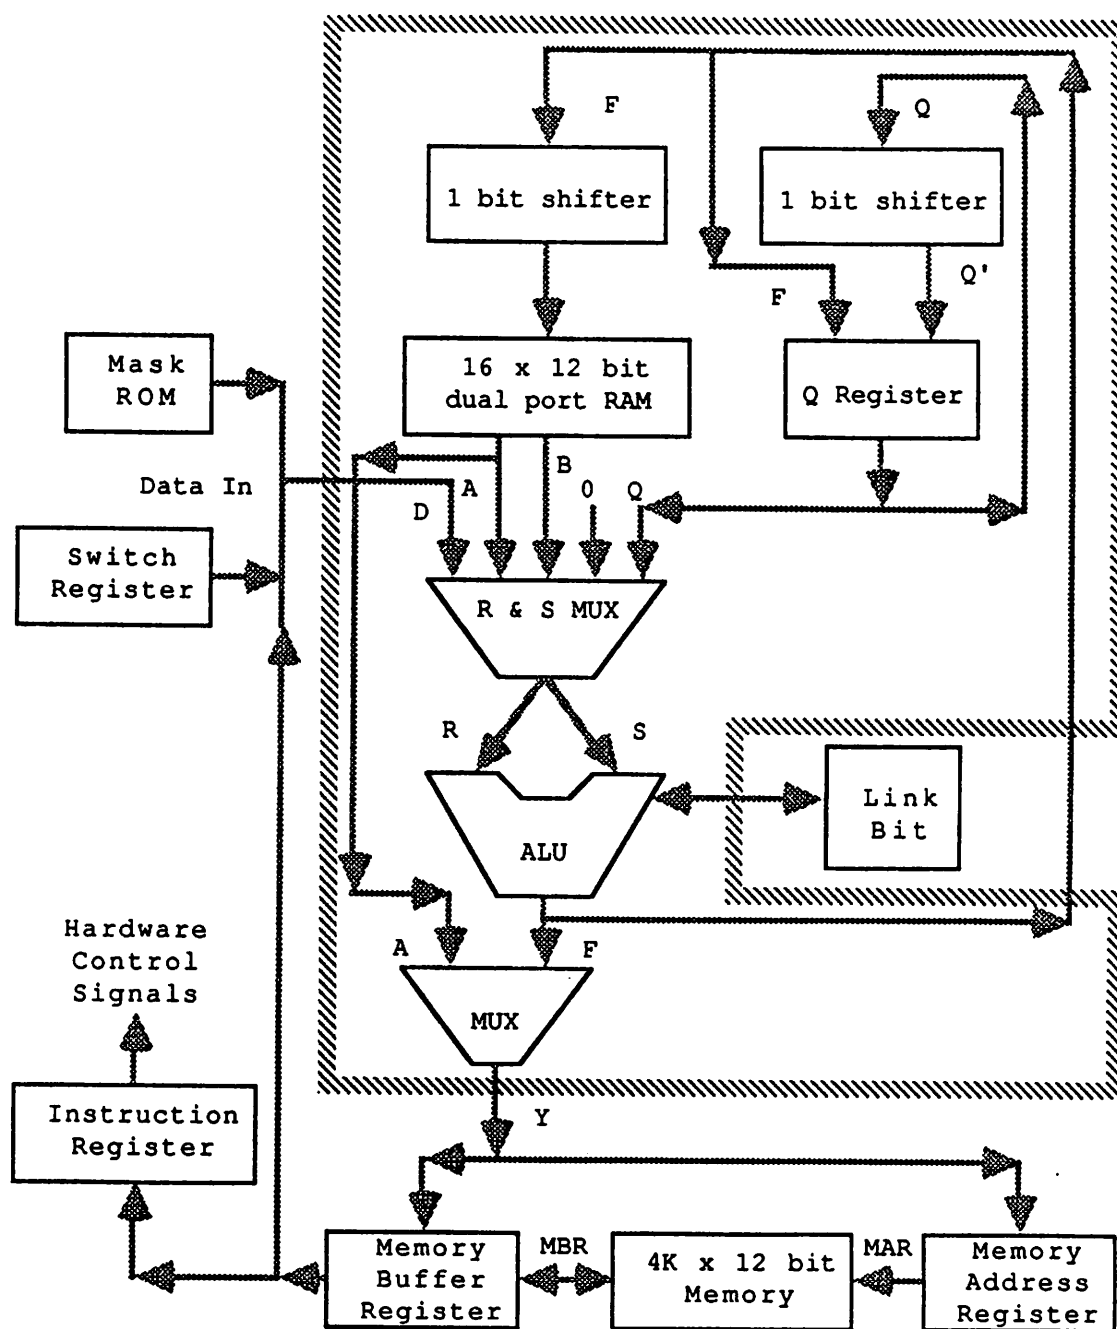 F
Q
1 bit shifter
1 bit shifter
F
Q'
Mask
ROM
16 x 12 bit
dual port RAM
Q Register
Data In
D
A
B
0
Q
Switch
Register
R & S MUX
R
S
Link
Bit
ALU
Hardware
Control
Signals
A
F
MUX
Instruction
Register
Y
Memory
Buffer
Register
MBR
4K x 12 bit
Memory
MAR
Memory
Address
Register